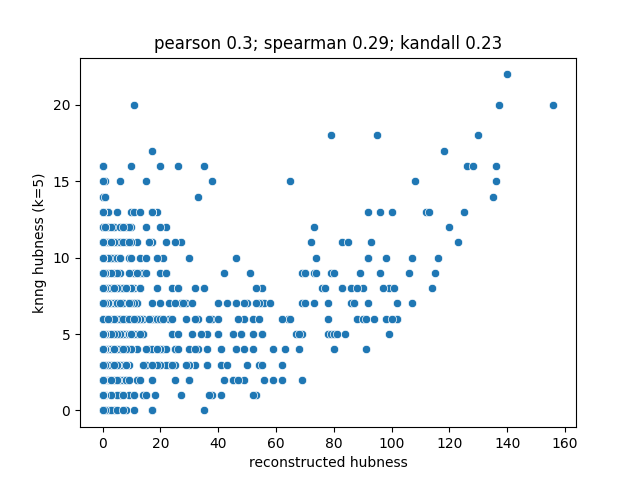 pearson 0.3; spearman 0.29; kandall 0.23
knng hubness (k=5)
20
15
10
5
0
0 20 40 60 80 100 120 140 160
reconstructed hubness